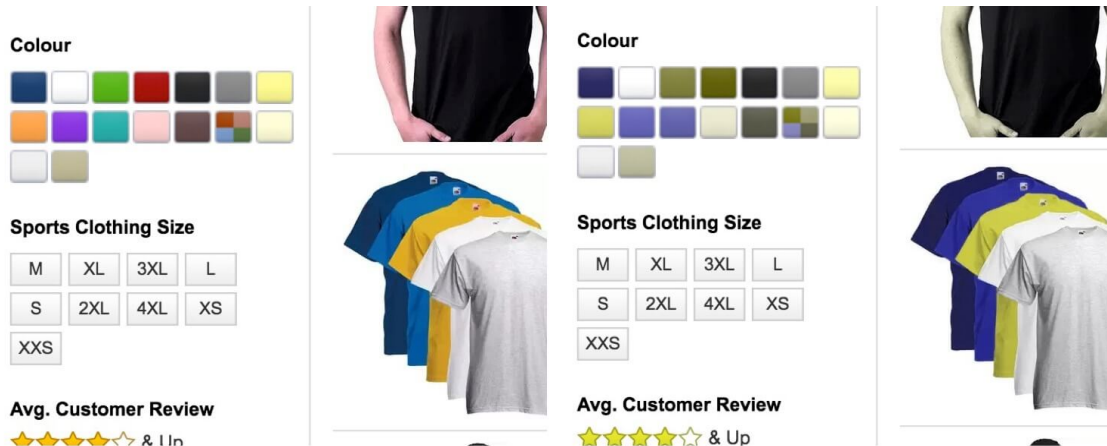 Colour
Sports Clothing Size
M XL 3XL L
S 2XL 4XL XS
XXS
Avg. Customer Review
& Up
Colour
Sports Clothing Size
M XL 3XL L
S 2XL 4XL XS
XXS
Avg. Customer Review
& Up